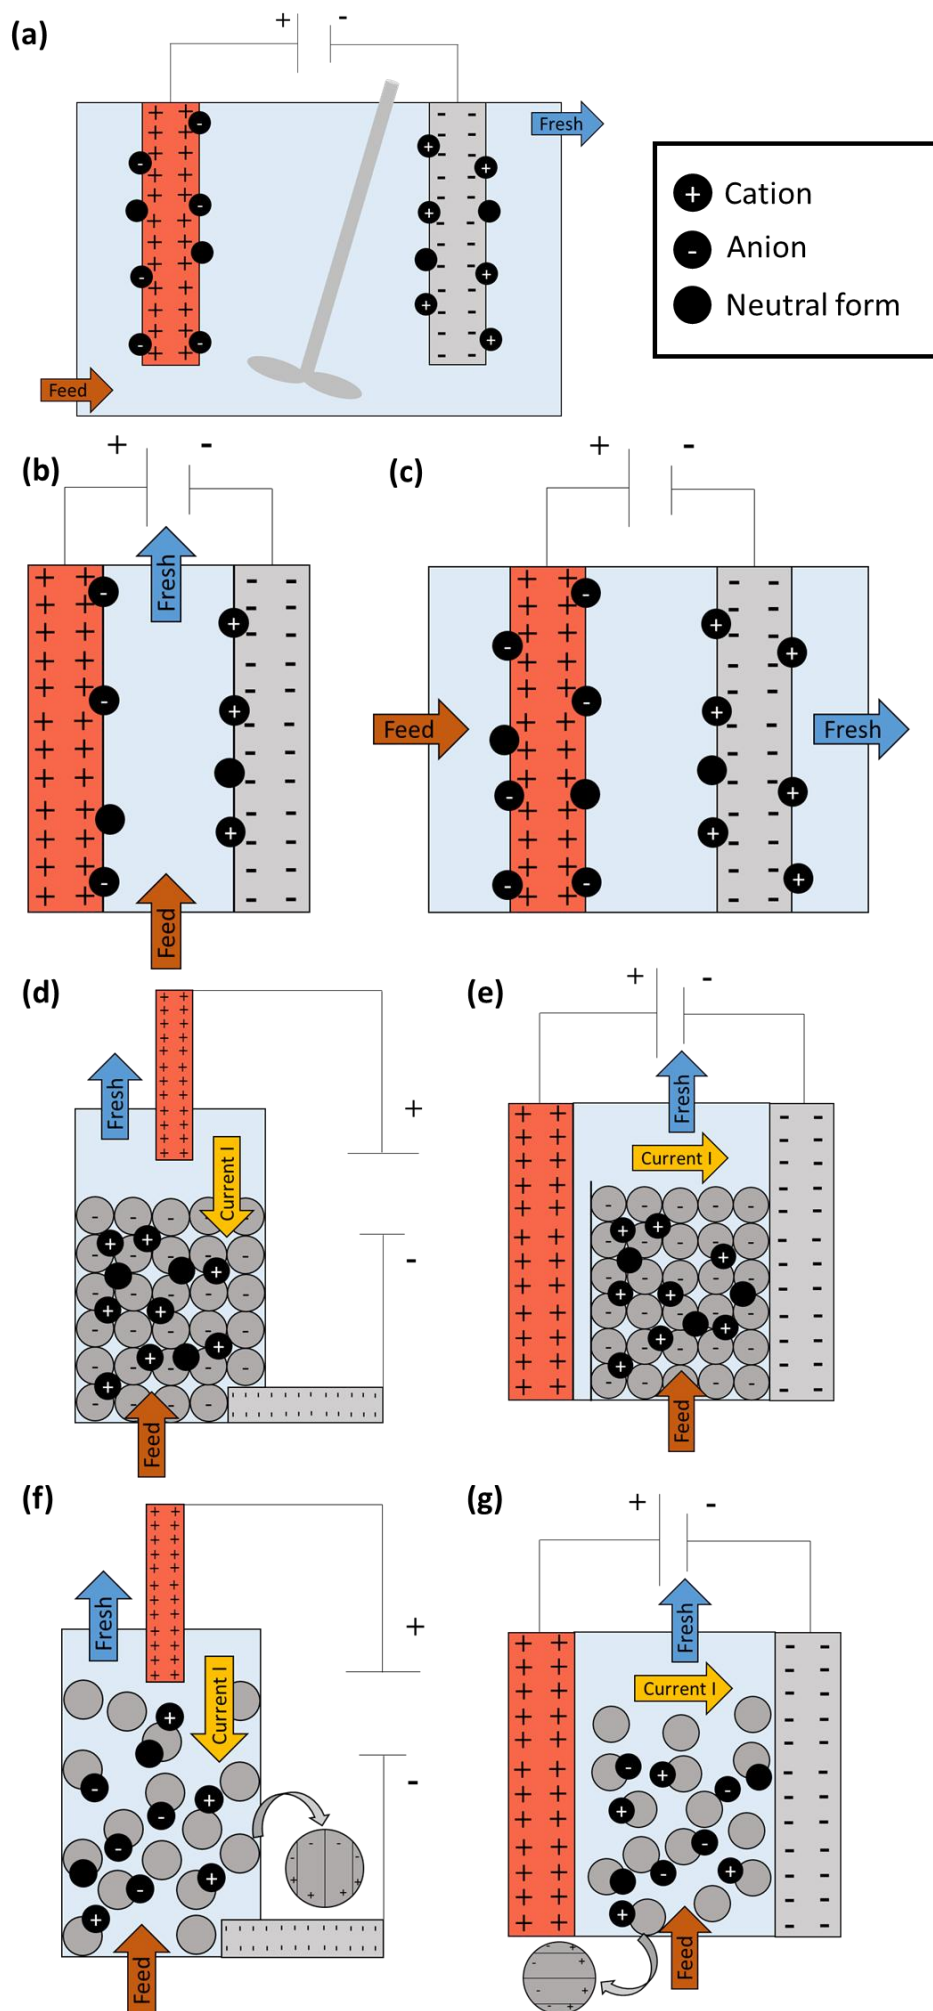 (a)
+ -
Fresh
Feed
+ Cation
- Anion
Neutral form
(b)
+ -
Fresh
Feed
(c)
+ -
Feed
Fresh
(d)
Fresh
Current I
+
-
Feed
(e)
+ -
Fresh
Current I
Feed
(f)
Fresh
Current I
+
-
Feed
(g)
+ -
Fresh
Current I
Feed